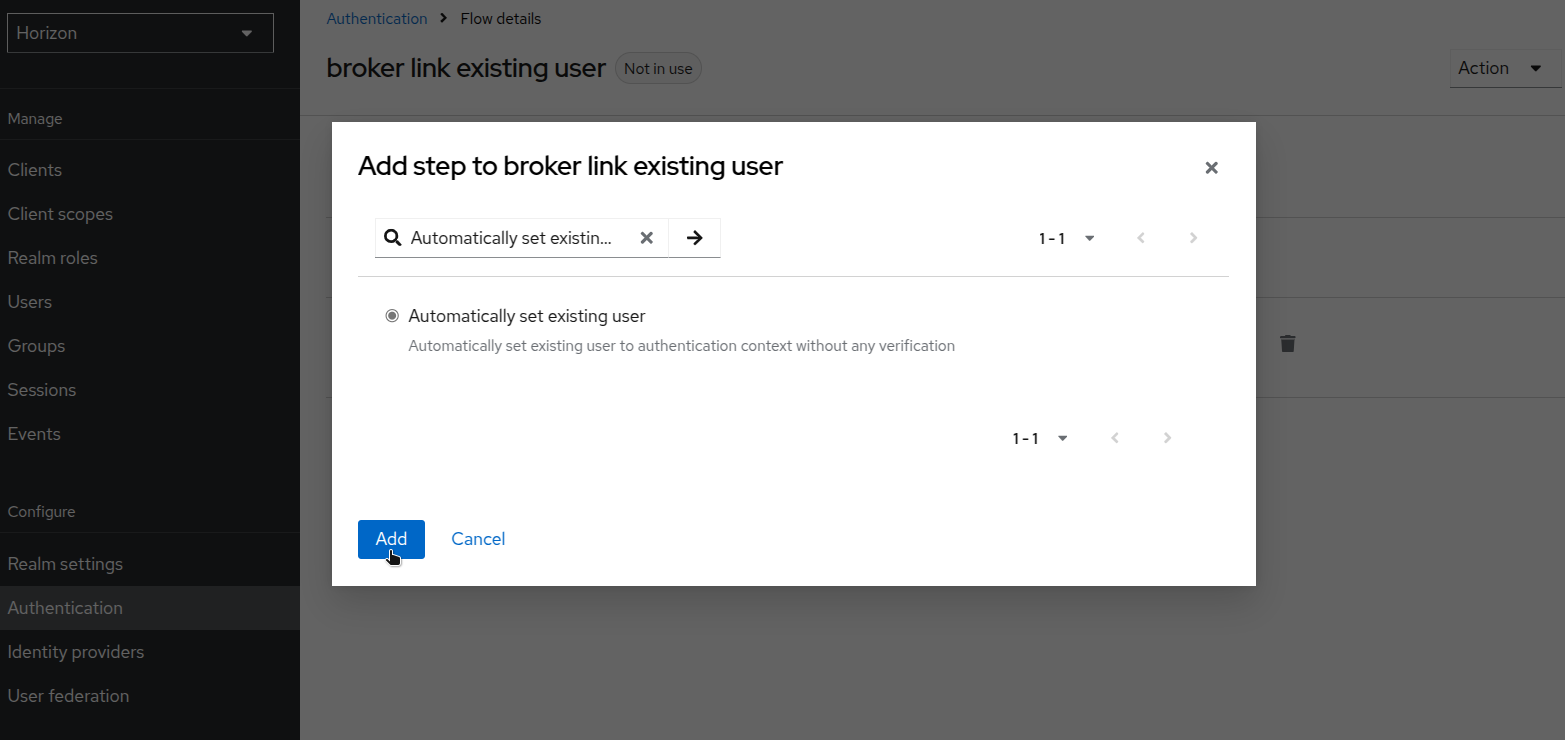 Horizon
Manage
Clients
Client scopes
Realm roles
Users
Groups
Sessions
Events
Configure
Realm settings
Authentication
Identity providers
User federation
Authentication Flow details
broker link existing user Not in use
Action
Add step to broker link existing user
Automatically set existin...
1 - 1
Automatically set existing user
Automatically set existing user to authentication context without any verification
1 - 1
Add Cancel